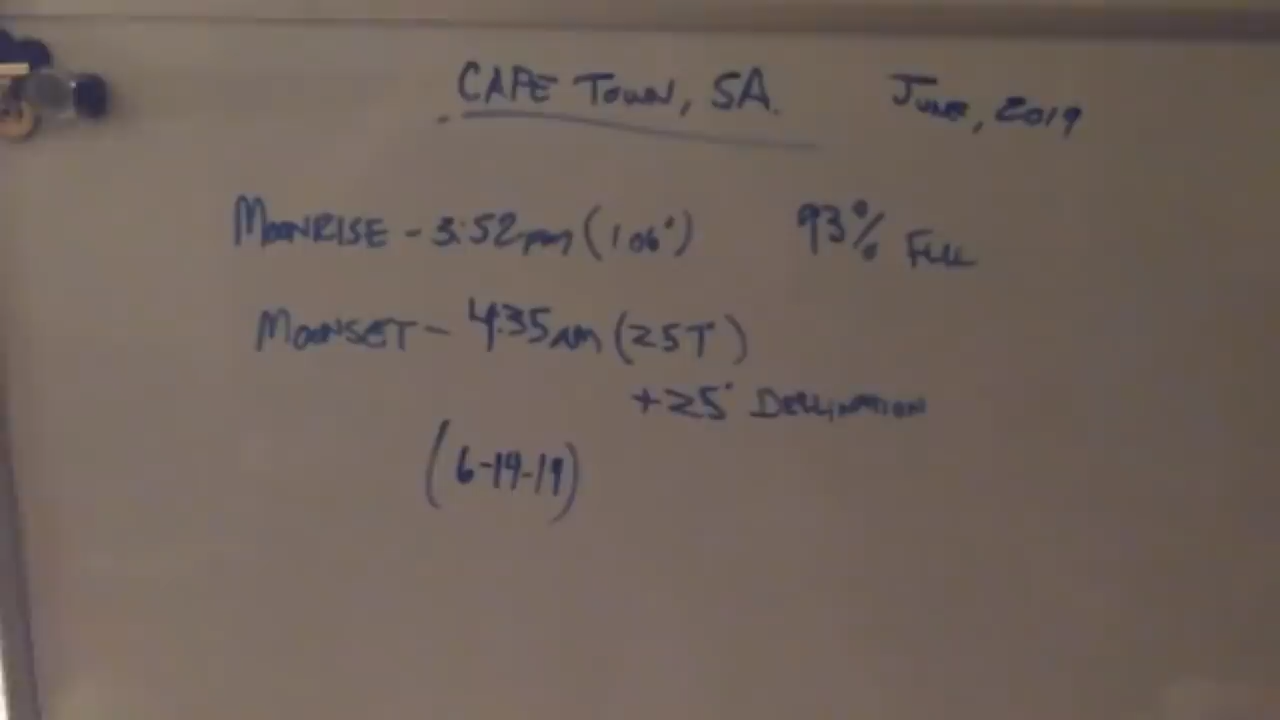 CAPE TOWN, SA. JUNE, 2019
MOONRISE - 3:52pm (106°) 93% FULL
MOONSET - 4:35AM (257°)
+25° DECLINATION
(6-14-19)